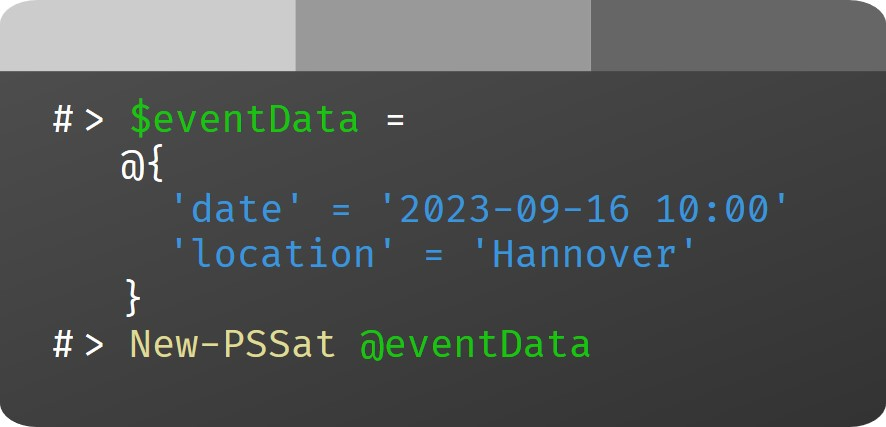 #> $eventData =
@{
'date' = '2023-09-16 10:00'
'location' = 'Hannover'
}
#> New-PSSat @eventData